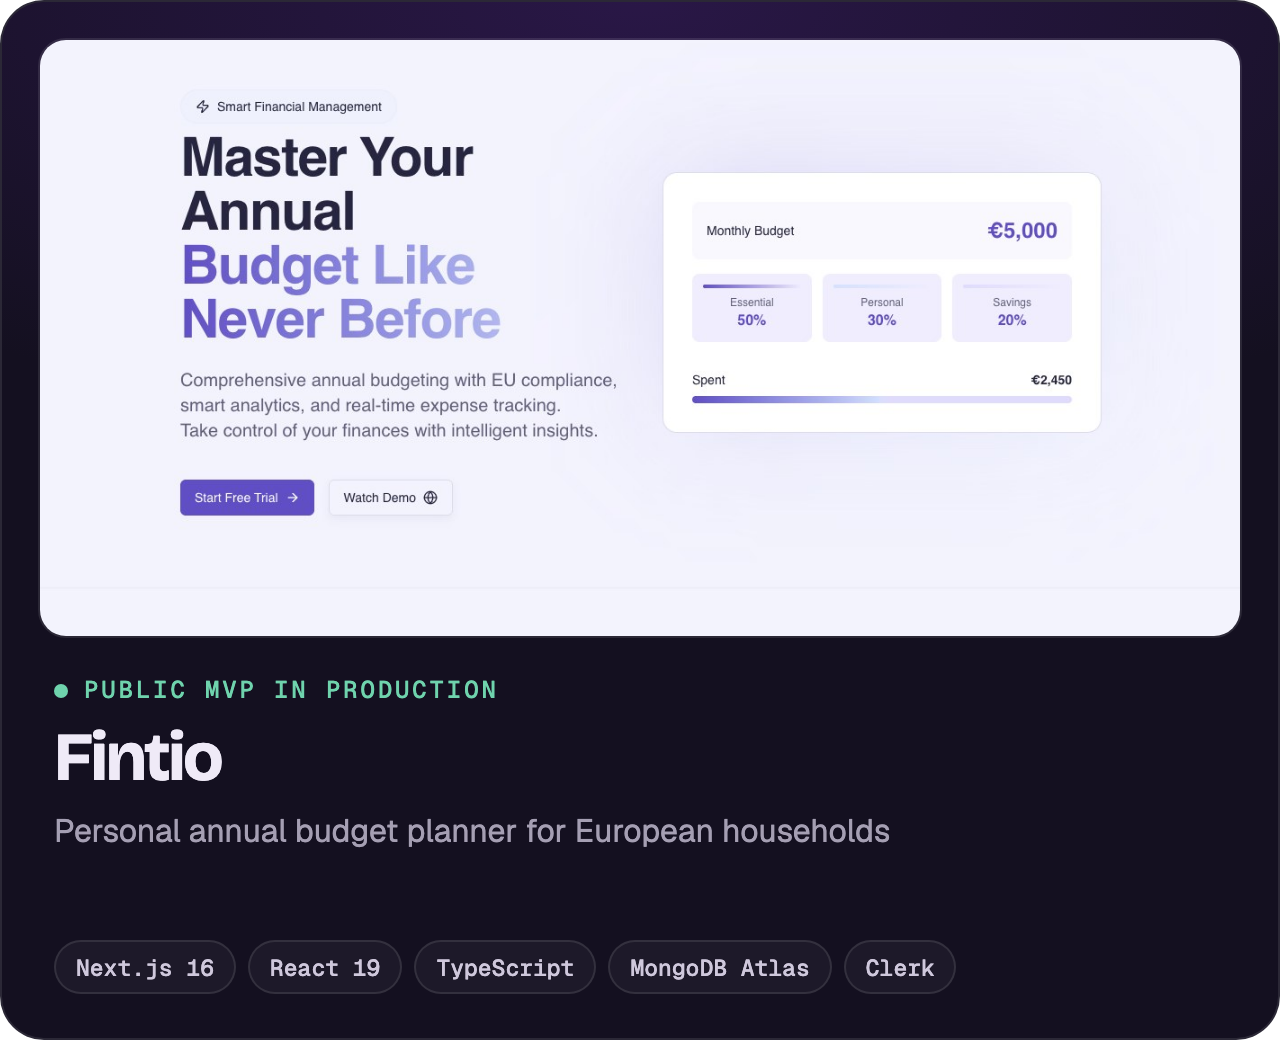 Smart Financial Management
Master Your
Annual
Budget Like
Never Before
Comprehensive annual budgeting with EU compliance,
smart analytics, and real-time expense tracking.
Take control of your finances with intelligent insights.
Start Free Trial
Watch Demo
Monthly Budget €5,000
Essential Personal Savings
50% 30% 20%
Spent €2,450
PUBLIC MVP IN PRODUCTION
Fintio
Personal annual budget planner for European households
Next.js 16 React 19 TypeScript MongoDB Atlas Clerk